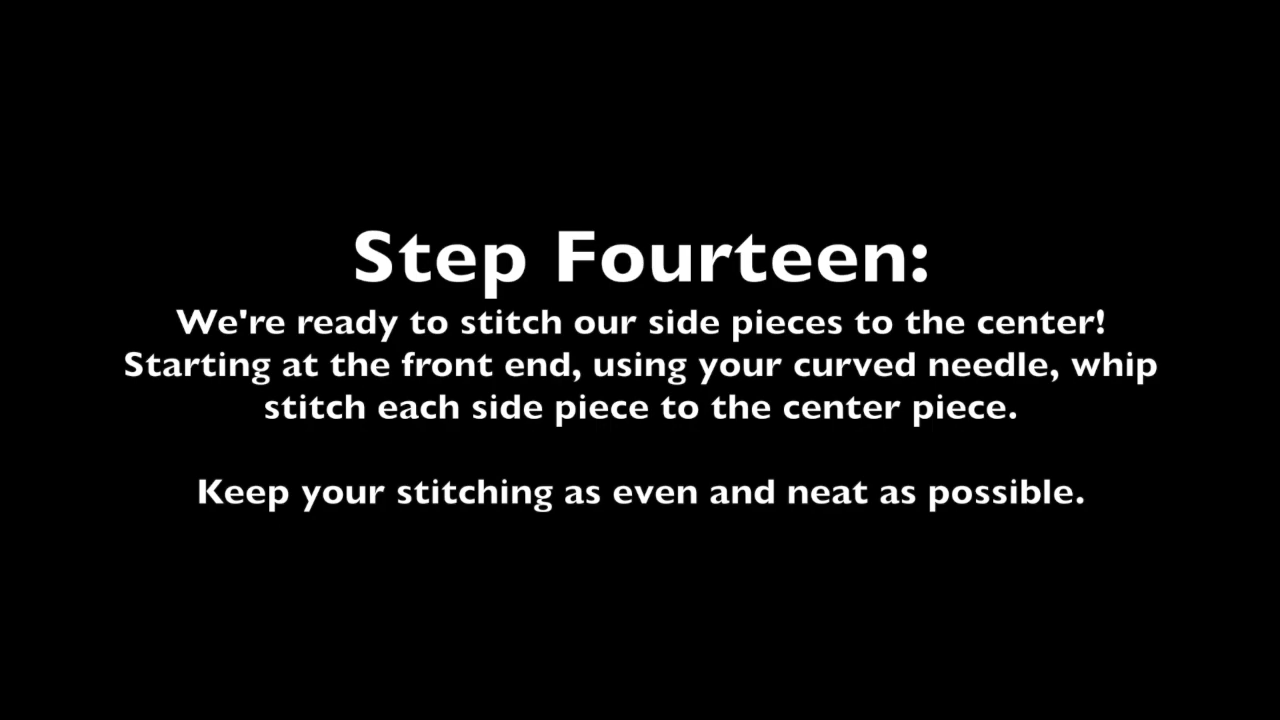 Step Fourteen:
We're ready to stitch our side pieces to the center!
Starting at the front end, using your curved needle, whip
stitch each side piece to the center piece.
Keep your stitching as even and neat as possible.